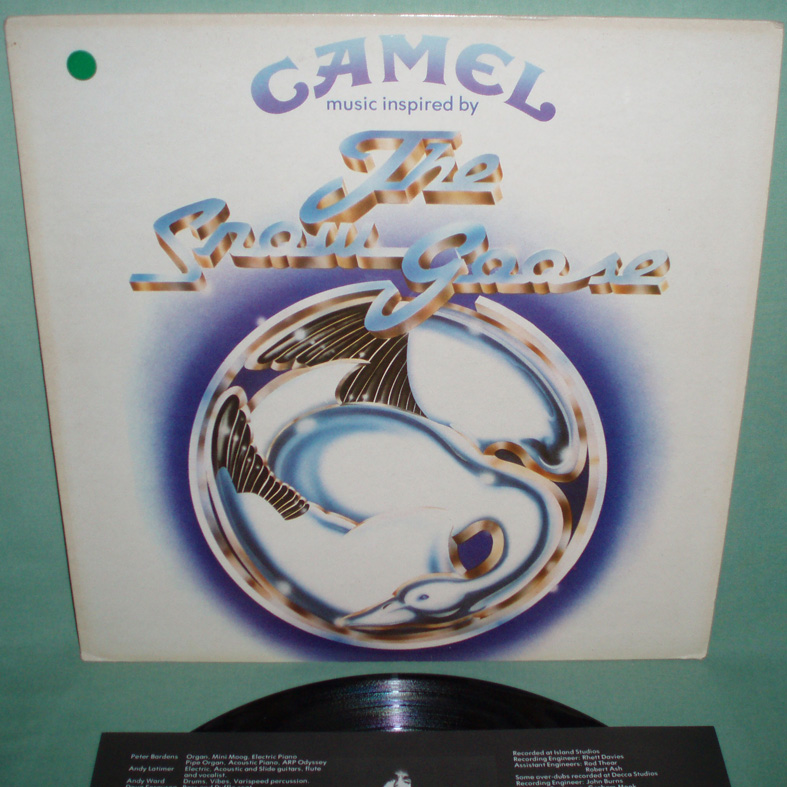 CAMEL
music inspired by
The
Snow Goose
Peter Bardens Organ, Mini Moog, Electric Piano
Pipe Organ, Acoustic Piano, ARP Odyssey
Andy Latimer Electric, Acoustic and Slide guitars, flute
and vocalist.
Andy Ward Drums, Vibes, Varispeed percussion.
Recorded at Island Studios
Recording Engineer: Rhett Davies
Assistant Engineers: Rod Thear
Robert Ash
Some over-dubs recorded at Decca Studios
Recording Engineer: John Burns